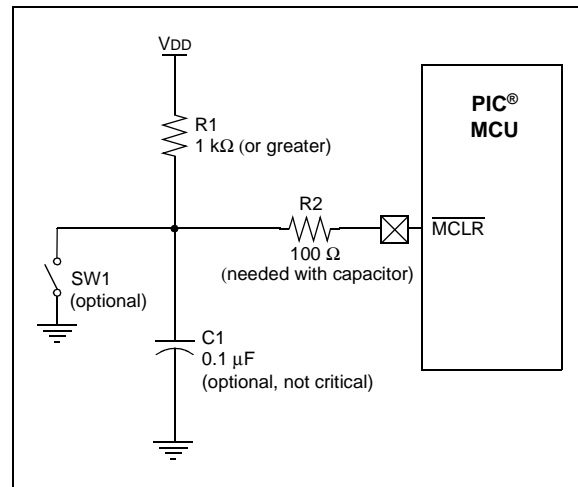 VDD
PIC®
MCU
R1
1 kΩ (or greater)
R2
MCLR
100 Ω
(needed with capacitor)
SW1
(optional)
C1
0.1 μF
(optional, not critical)